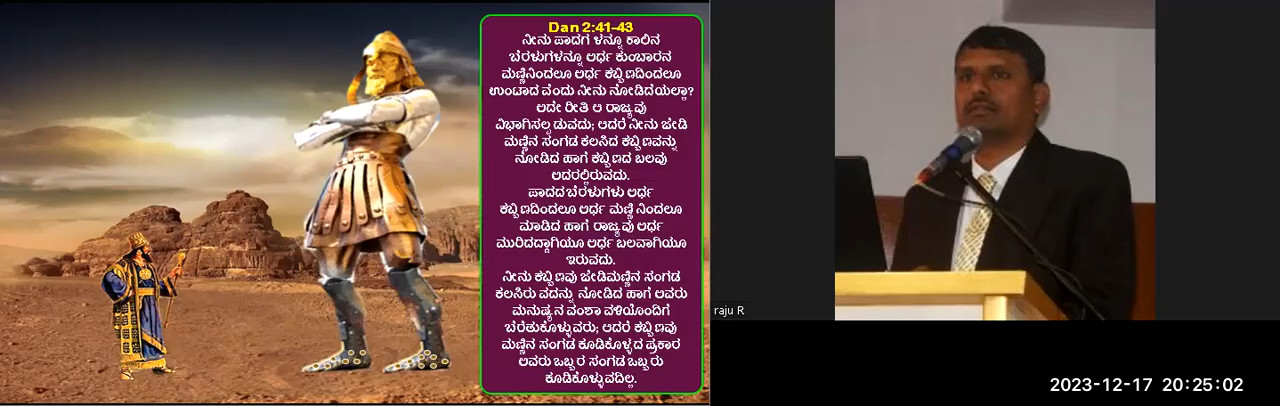 Dan 2:41-43
ನೀನು ಪಾದಗಳನ್ನೂ ಕಾಲಿನ
ಬೆರಳುಗಳನ್ನೂ ಅರ್ಧ ಕುಂಬಾರನ
ಮಣ್ಣಿನಿಂದಲೂ ಅರ್ಧ ಕಬ್ಬಿಣದಿಂದಲೂ
ಉಂಟಾದವೆಂದು ನೀನು ನೋಡಿದೆಯಲ್ಲಾ?
ಅದೇ ರೀತಿ ಆ ರಾಜ್ಯವು
ವಿಭಾಗಿಸಲ್ಪಡುವದು; ಆದರೆ ನೀನು ಜೇಡಿ
ಮಣ್ಣಿನ ಸಂಗಡ ಕಲಸಿದ ಕಬ್ಬಿಣವನ್ನು
ನೋಡಿದ ಹಾಗೆ ಕಬ್ಬಿಣದ ಬಲವು
ಅದರಲ್ಲಿರುವದು.
ಪಾದದ ಬೆರಳುಗಳು ಅರ್ಧ
ಕಬ್ಬಿಣದಿಂದಲೂ ಅರ್ಧ ಮಣ್ಣಿನಿಂದಲೂ
ಮಾಡಿದ ಹಾಗೆ ರಾಜ್ಯವು ಅರ್ಧ
ಮುರಿದದ್ದಾಗಿಯೂ ಅರ್ಧ ಬಲವಾಗಿಯೂ
ಇರುವದು.
ನೀನು ಕಬ್ಬಿಣವು ಜೇಡಿಮಣ್ಣಿನ ಸಂಗಡ
ಕಲಸಿರುವದನ್ನು ನೋಡಿದ ಹಾಗೆ ಅವರು
ಮನುಷ್ಯನ ವಂಶಾವಳಿಯೊಂದಿಗೆ
ಬೆರೆತುಕೊಳ್ಳುವರು; ಆದರೆ ಕಬ್ಬಿಣವು
ಮಣ್ಣಿನ ಸಂಗಡ ಕೂಡಿಕೊಳ್ಳದ ಪ್ರಕಾರ
ಅವರು ಒಬ್ಬರ ಸಂಗಡ ಒಬ್ಬರು
ಕೂಡಿಕೊಳ್ಳುವದಿಲ್ಲ.
raju R
2023-12-17 20:25:02